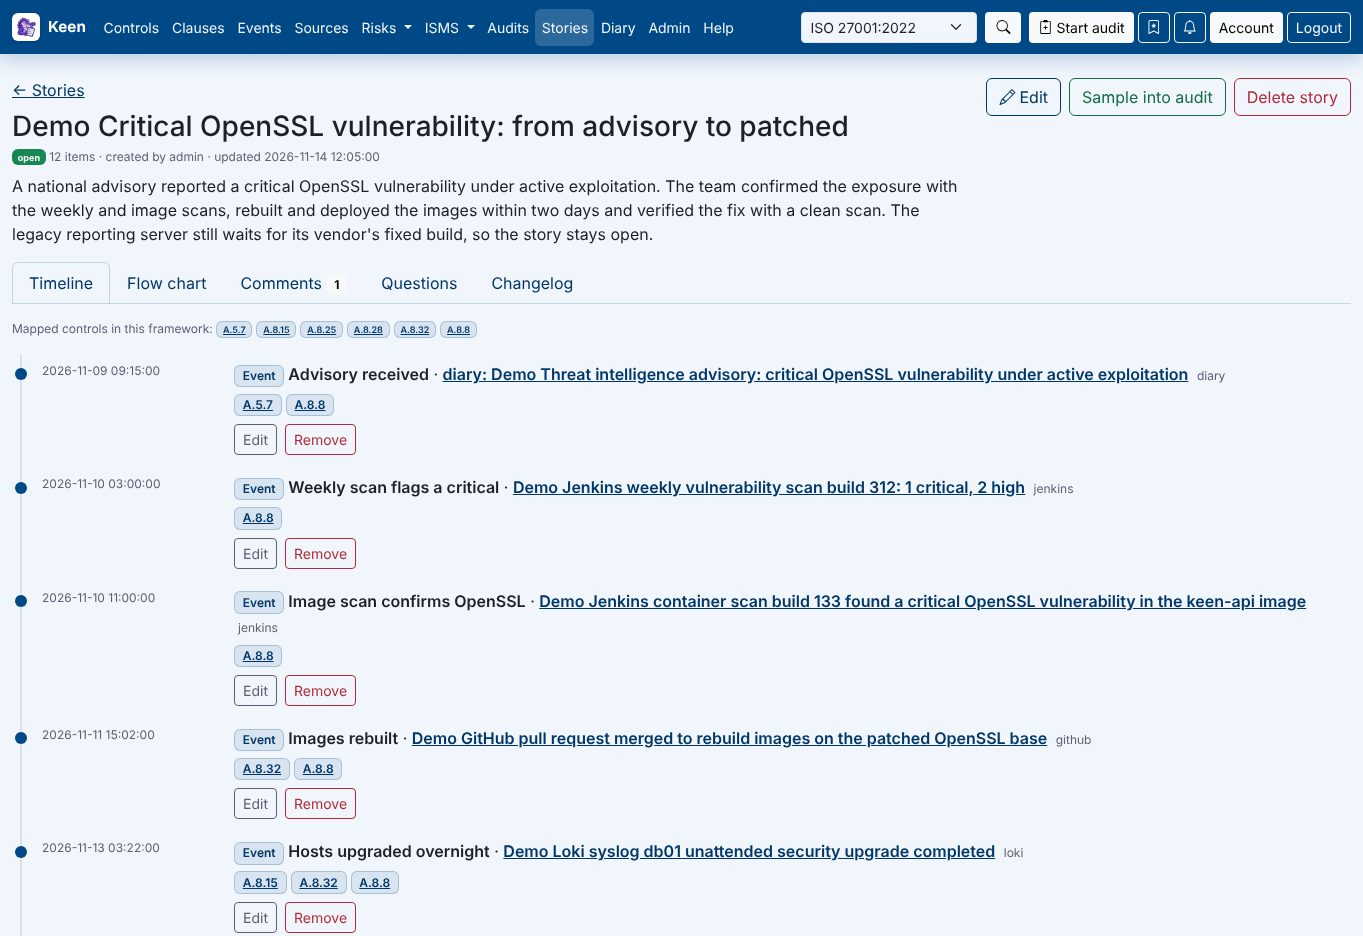 Keen Controls Clauses Events Sources Risks ISMS Audits Stories Diary Admin Help ISO 27001:2022 Start audit Account Logout
← Stories
Edit Sample into audit Delete story
Demo Critical OpenSSL vulnerability: from advisory to patched
open 12 items · created by admin · updated 2026-11-14 12:05:00
A national advisory reported a critical OpenSSL vulnerability under active exploitation. The team confirmed the exposure with
the weekly and image scans, rebuilt and deployed the images within two days and verified the fix with a clean scan. The
legacy reporting server still waits for its vendor's fixed build, so the story stays open.
Timeline Flow chart Comments 1 Questions Changelog
Mapped controls in this framework: A.5.7 A.8.15 A.8.25 A.8.28 A.8.32 A.8.8
2026-11-09 09:15:00 Event Advisory received · diary: Demo Threat intelligence advisory: critical OpenSSL vulnerability under active exploitation diary
A.5.7 A.8.8
Edit Remove
2026-11-10 03:00:00 Event Weekly scan flags a critical · Demo Jenkins weekly vulnerability scan build 312: 1 critical, 2 high jenkins
A.8.8
Edit Remove
2026-11-10 11:00:00 Event Image scan confirms OpenSSL · Demo Jenkins container scan build 133 found a critical OpenSSL vulnerability in the keen-api image
jenkins
A.8.8
Edit Remove
2026-11-11 15:02:00 Event Images rebuilt · Demo GitHub pull request merged to rebuild images on the patched OpenSSL base github
A.8.32 A.8.8
Edit Remove
2026-11-13 03:22:00 Event Hosts upgraded overnight · Demo Loki syslog db01 unattended security upgrade completed loki
A.8.15 A.8.32 A.8.8
Edit Remove